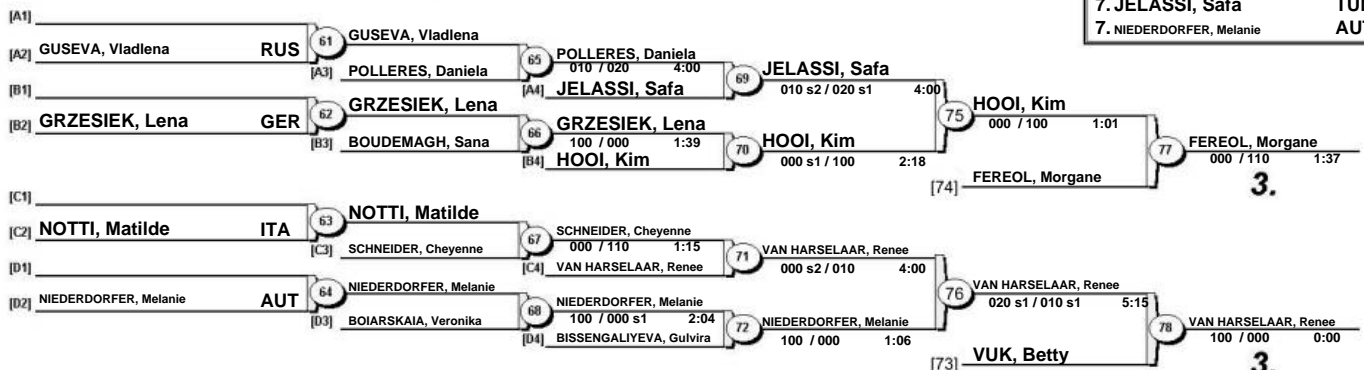 7. JELASSI, Safa TU
7. NIEDERDORFER, Melanie AU
[A1]
[A2] GUSEVA, Vladlena RUS 61 GUSEVA, Vladlena
[A3] POLLERES, Daniela 65 POLLERES, Daniela
010 / 020 4:00
[A4] JELASSI, Safa 69 JELASSI, Safa
010 s2 / 020 s1 4:00
[B1]
[B2] GRZESIEK, Lena GER 62 GRZESIEK, Lena
[B3] BOUDEMAGH, Sana 66 GRZESIEK, Lena
100 / 000 1:39
[B4] HOOI, Kim 70 HOOI, Kim
000 s1 / 100 2:18
75 HOOI, Kim
000 / 100 1:01
[74] FEREOL, Morgane 77 FEREOL, Morgane
000 / 110 1:37
3.
[C1]
[C2] NOTTI, Matilde ITA 63 NOTTI, Matilde
[C3] SCHNEIDER, Cheyenne 67 SCHNEIDER, Cheyenne
000 / 110 1:15
[C4] VAN HARSELAAR, Renee 71 VAN HARSELAAR, Renee
000 s2 / 010 4:00
[D1]
[D2] NIEDERDORFER, Melanie AUT 64 NIEDERDORFER, Melanie
[D3] BOIARSKAIA, Veronika 68 NIEDERDORFER, Melanie
100 / 000 s1 2:04
[D4] BISSENGALIYEVA, Gulvira 72 NIEDERDORFER, Melanie
100 / 000 1:06
76 VAN HARSELAAR, Renee
020 s1 / 010 s1 5:15
[73] VUK, Betty 78 VAN HARSELAAR, Renee
100 / 000 0:00
3.